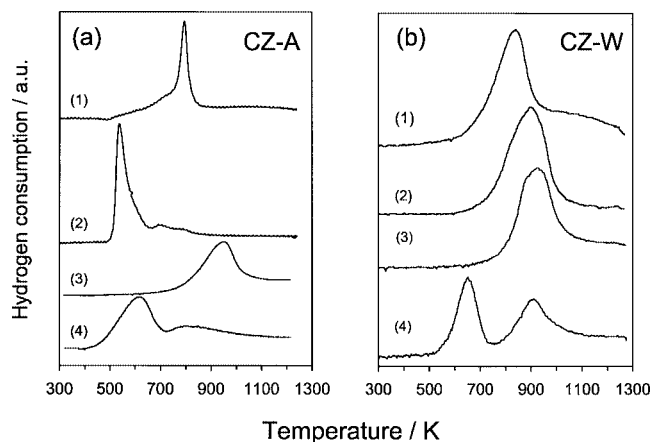 (a) CZ-A
(1)
(2)
(3)
(4)
300 500 700 900 1100 1300
(b) CZ-W
(1)
(2)
(3)
(4)
300 500 700 900 1100 1300
Hydrogen consumption / a.u.
Temperature / K